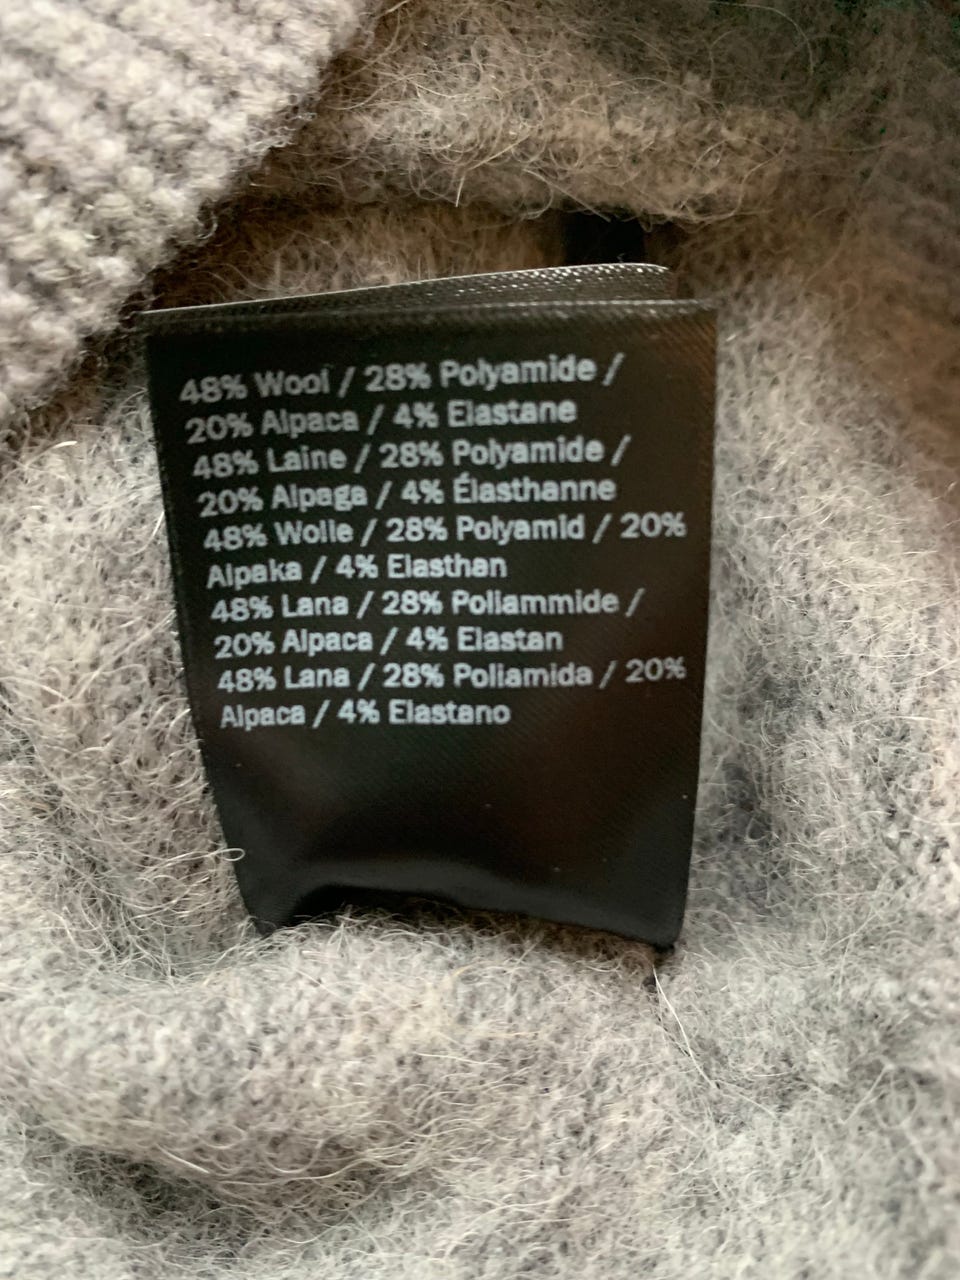 48% Wool / 28% Polyamide /
20% Alpaca / 4% Elastane
48% Laine / 28% Polyamide /
20% Alpaga / 4% Élasthanne
48% Wolle / 28% Polyamid / 20%
Alpaka / 4% Elasthan
48% Lana / 28% Poliammide /
20% Alpaca / 4% Elastan
48% Lana / 28% Poliamida / 20%
Alpaca / 4% Elastano